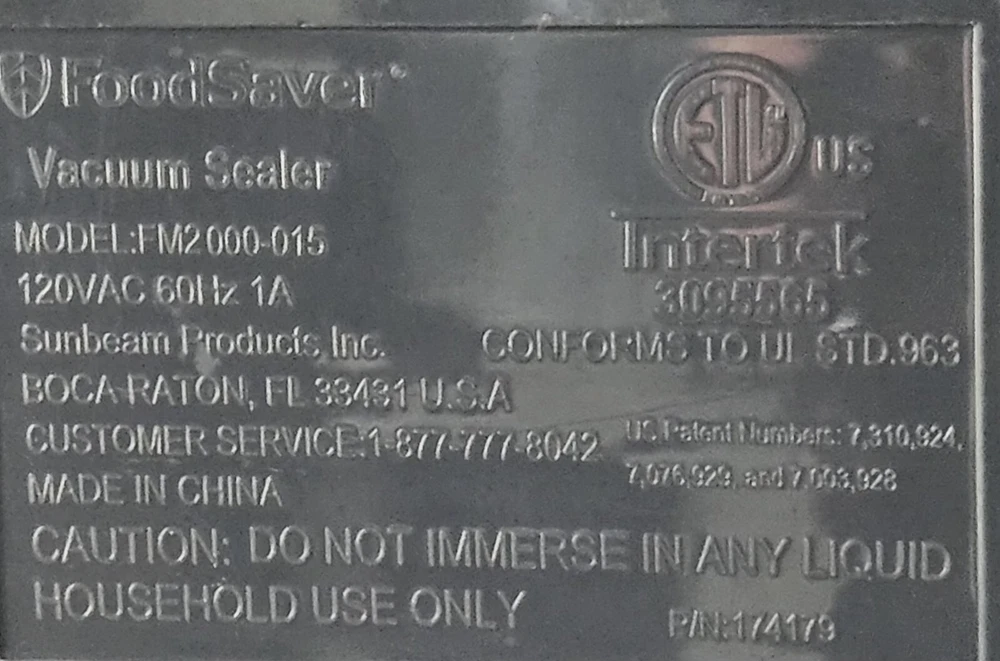 FoodSaver®
Vacuum Sealer
MODEL:FM2000-015
120VAC 60Hz 1A
Sunbeam Products Inc.
BOCA RATON, FL 33431 U.S.A
CUSTOMER SERVICE:1-877-777-8042
MADE IN CHINA
ETL US
Intertek
3095565
CONFORMS TO UL STD.963
US Patent Numbers: 7,310,924,
7,076,929, and 7,003,928
CAUTION: DO NOT IMMERSE IN ANY LIQUID
HOUSEHOLD USE ONLY
P/N:174179